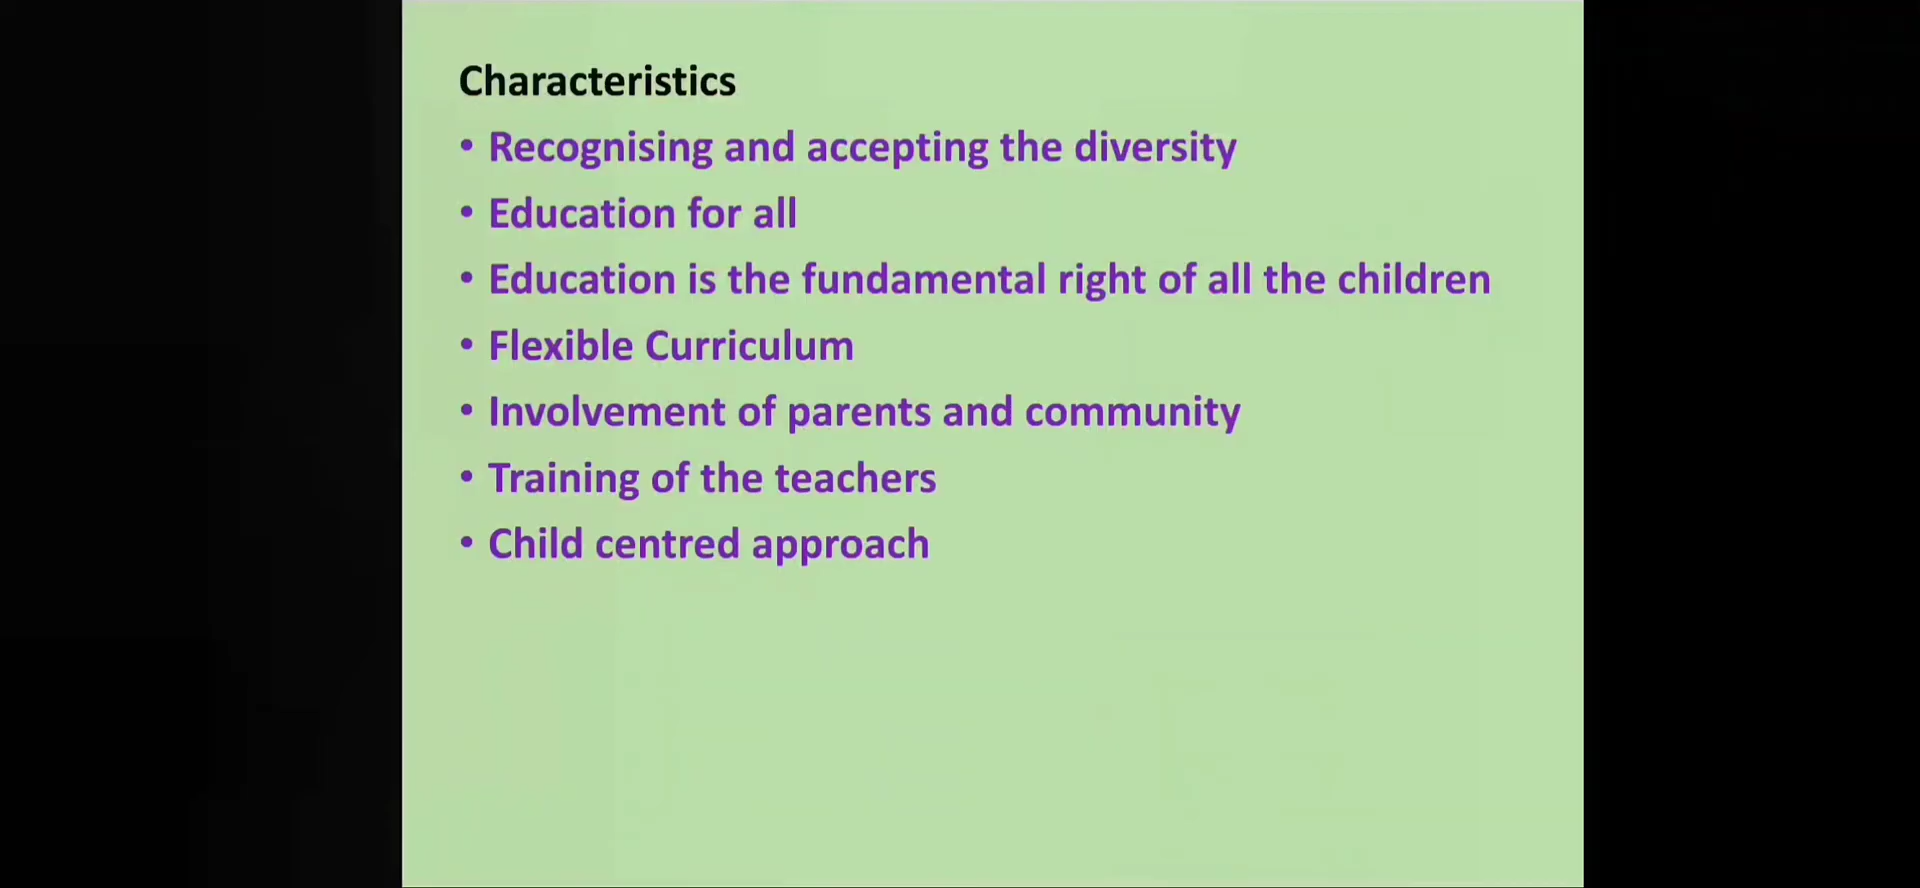 Characteristics
• Recognising and accepting the diversity
• Education for all
• Education is the fundamental right of all the children
• Flexible Curriculum
• Involvement of parents and community
• Training of the teachers
• Child centred approach